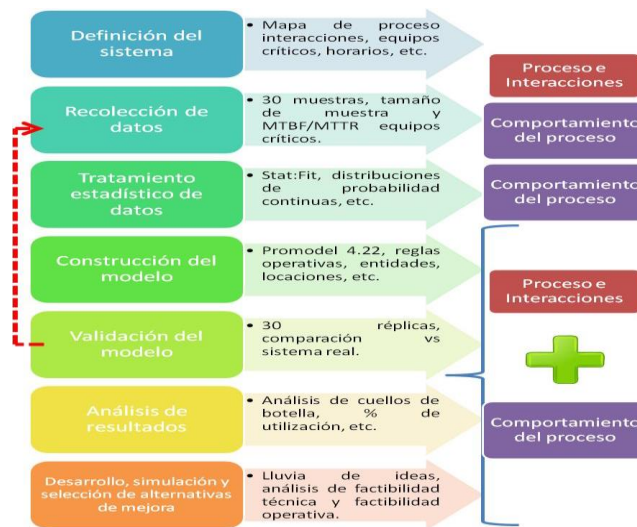 Definición del
sistema
• Mapa de proceso
interacciones, equipos
críticos, horarios, etc.
Proceso e
Interacciones
Recolección de
datos
• 30 muestras, tamaño
de muestra y
MTBF/MTTR equipos
críticos.
Comportamiento
del proceso
Tratamiento
estadístico de
datos
• Stat:Fit, distribuciones
de probabilidad
continuas, etc.
Comportamiento
del proceso
Construcción del
modelo
• Promodel 4.22, reglas
operativas, entidades,
locaciones, etc.
Proceso e
Interacciones
Validación del
modelo
• 30 réplicas,
comparación vs
sistema real.
Análisis de
resultados
• Análisis de cuellos de
botella, % de
utilización, etc.
Comportamiento
del proceso
Desarrollo, simulación y
selección de alternativas
de mejora
• Lluvia de ideas,
análisis de factibilidad
técnica y factibilidad
operativa.